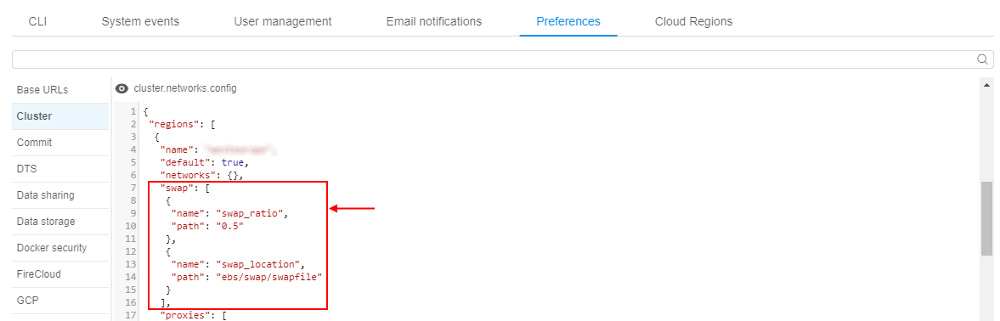 CLI System events User management Email notifications Preferences Cloud Regions
Base URLs
Cluster
Commit
DTS
Data sharing
Data storage
Docker security
FireCloud
GCP
cluster.networks.config
1 {
2 "regions": [
3 {
4 "name":
5 "default": true,
6 "networks": {},
7 "swap": [
8 {
9 "name": "swap_ratio",
10 "path": "0.5"
11 },
12 {
13 "name": "swap_location",
14 "path": "ebs/swap/swapfile"
15 }
16 ],
17 "proxies": [